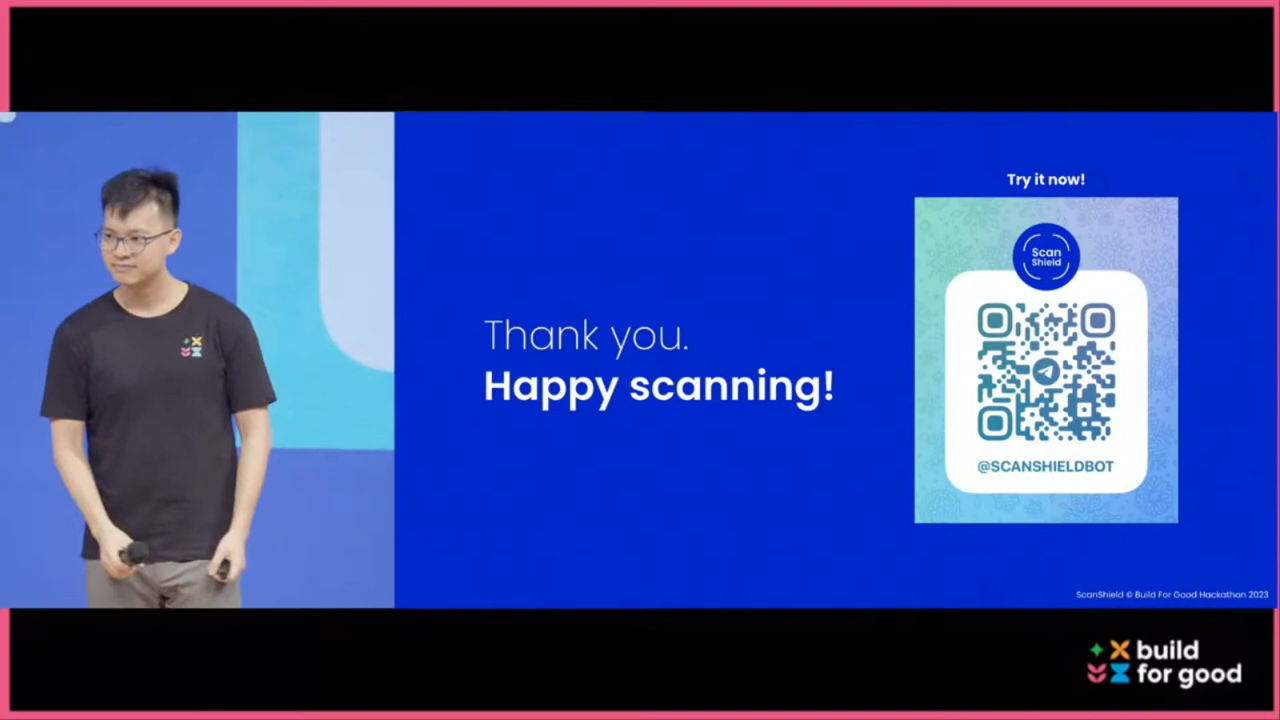 Try it now!
Scan
Shield
Thank you.
Happy scanning!
@SCANSHIELDBOT
ScanShield © Build For Good Hackathon 2023
build
for good